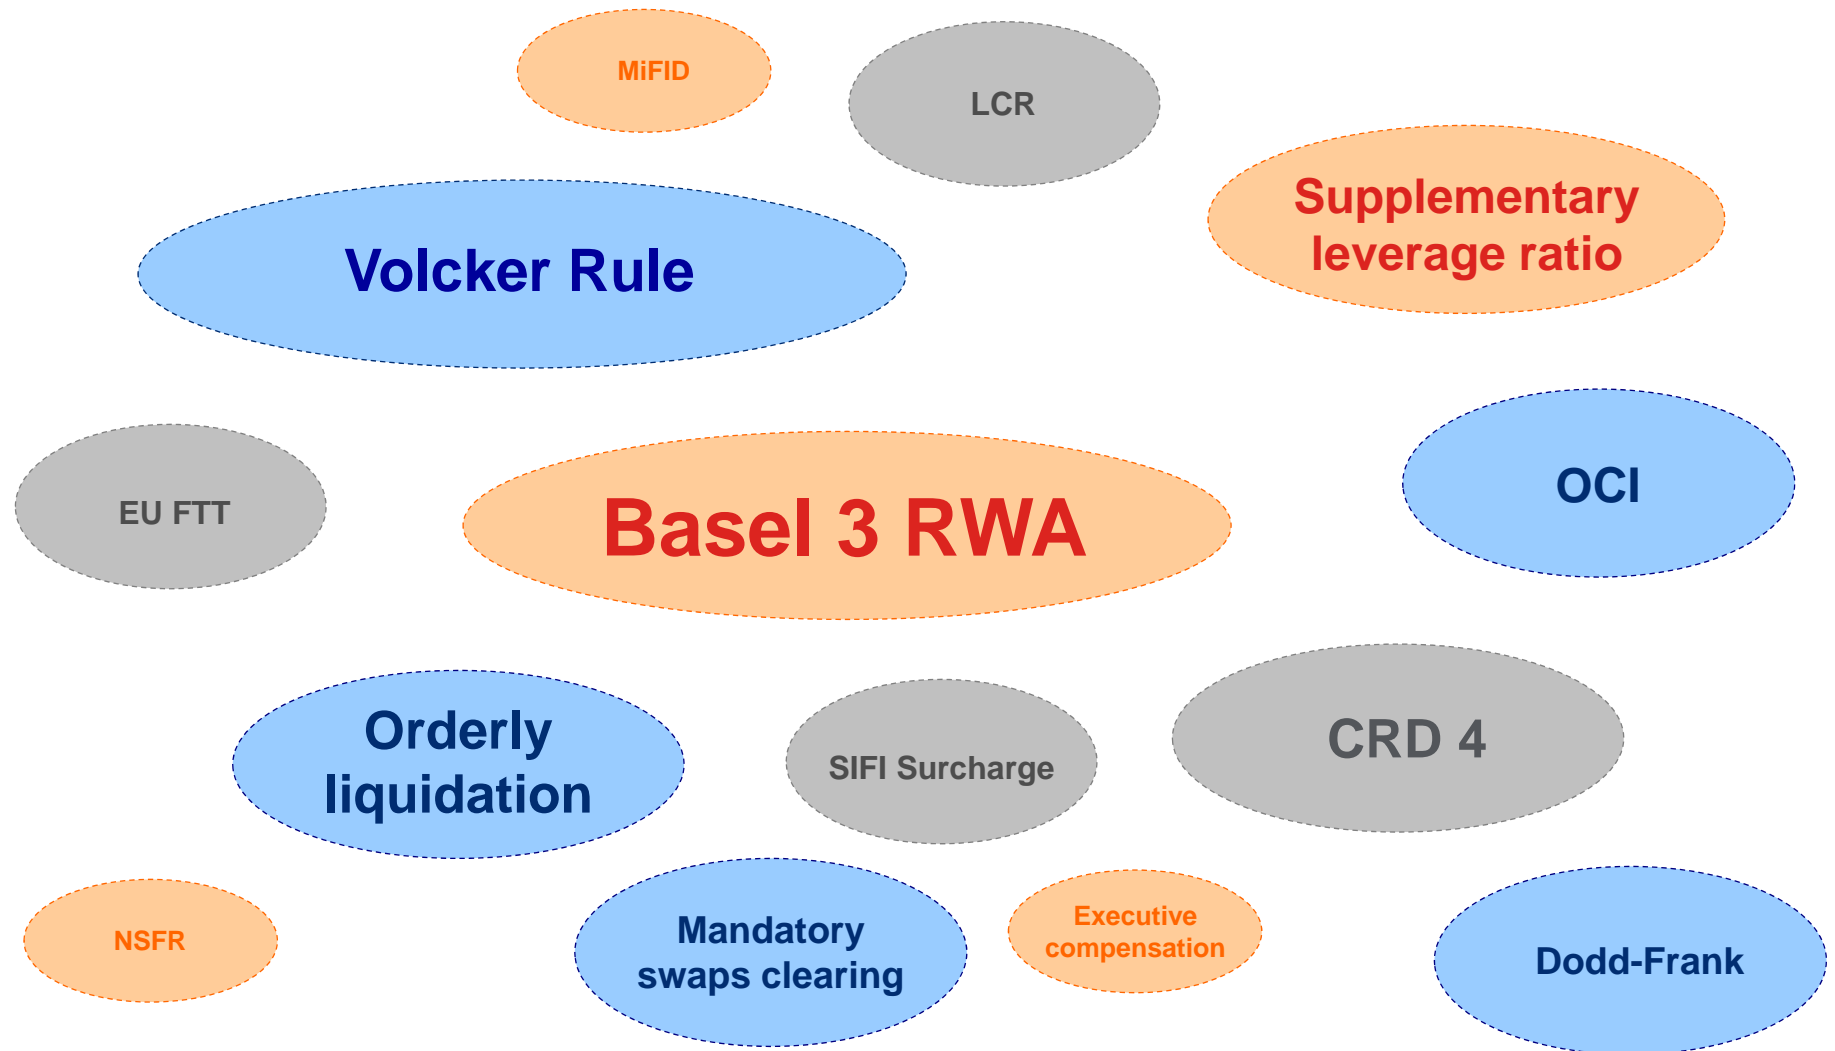 MiFID
LCR
Supplementary
leverage ratio
Volcker Rule
EU FTT
Basel 3 RWA
OCI
Orderly
liquidation
SIFI Surcharge
CRD 4
NSFR
Mandatory
swaps clearing
Executive
compensation
Dodd-Frank